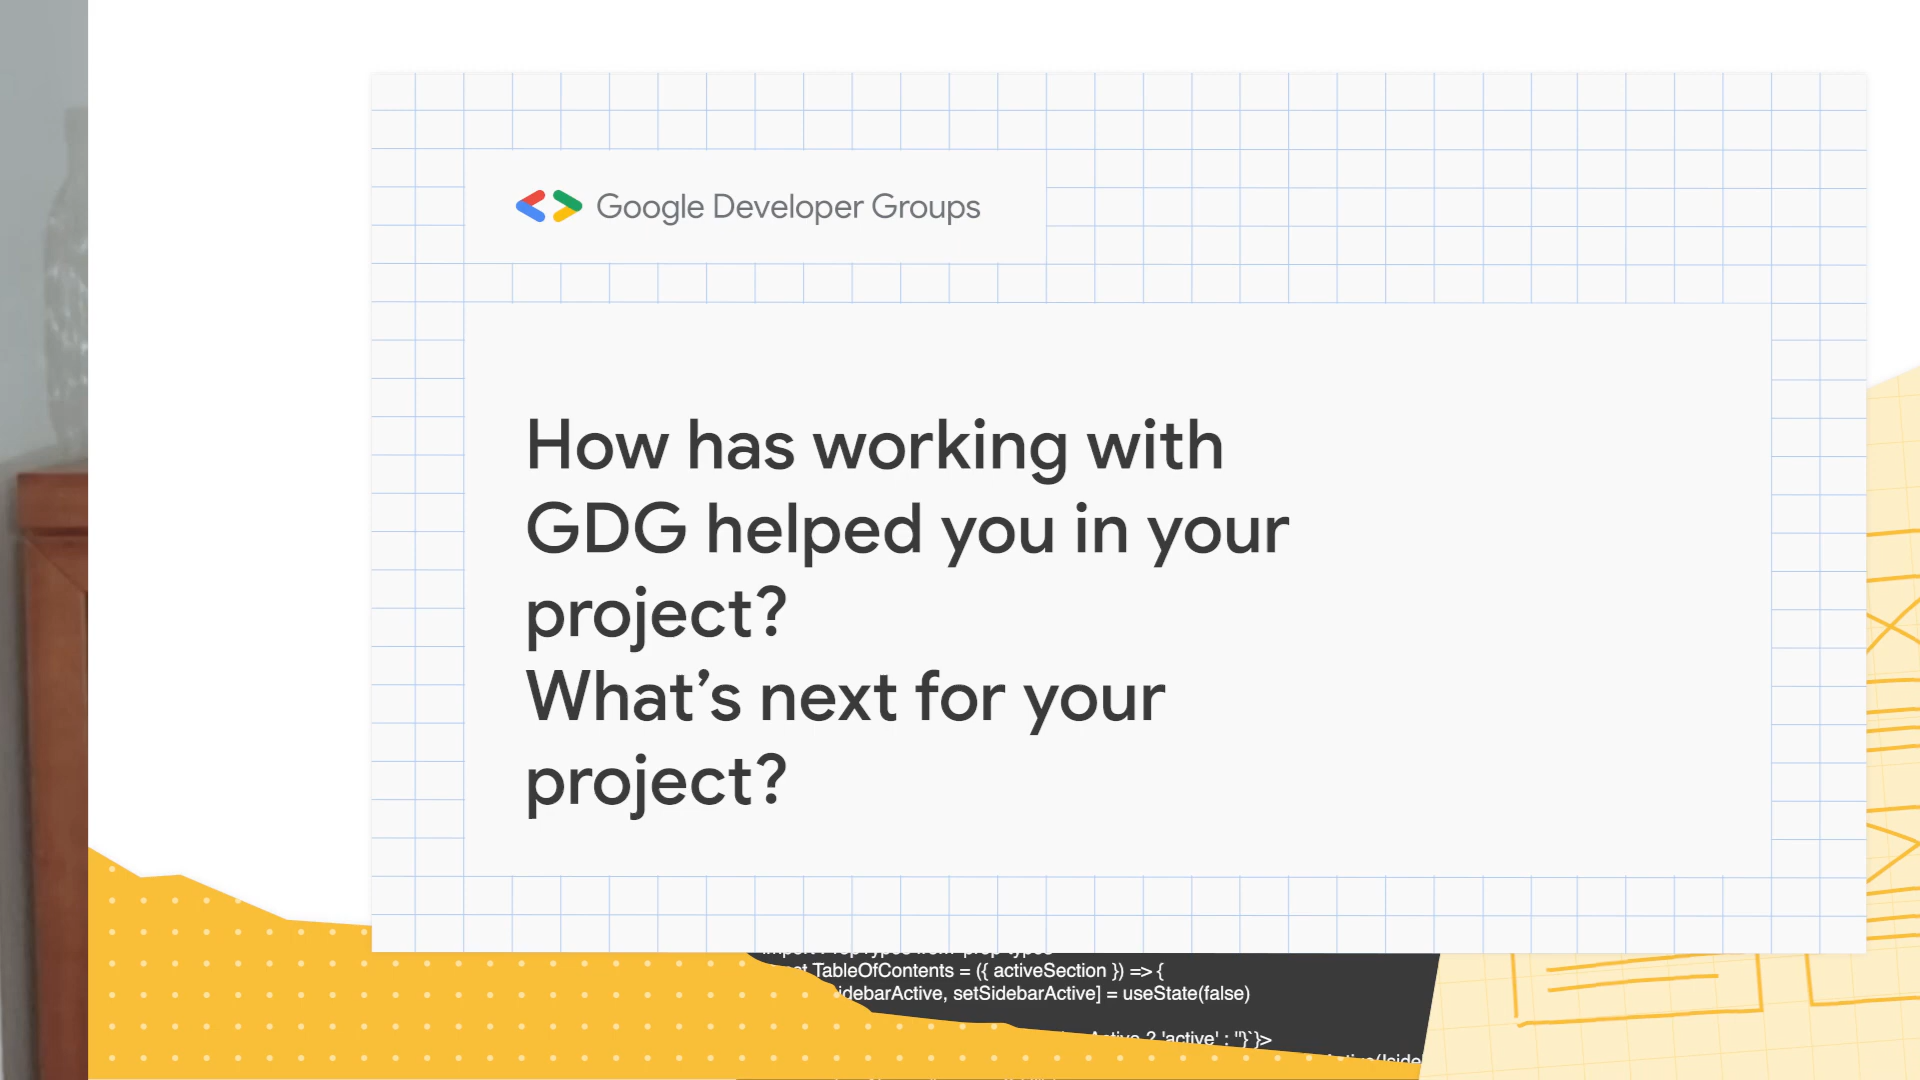 Google Developer Groups
How has working with
GDG helped you in your
project?
What’s next for your
project?
TableOfContents = ({ activeSection }) => {
setSidebarActive] = useState(false)
'active' : '')`}>